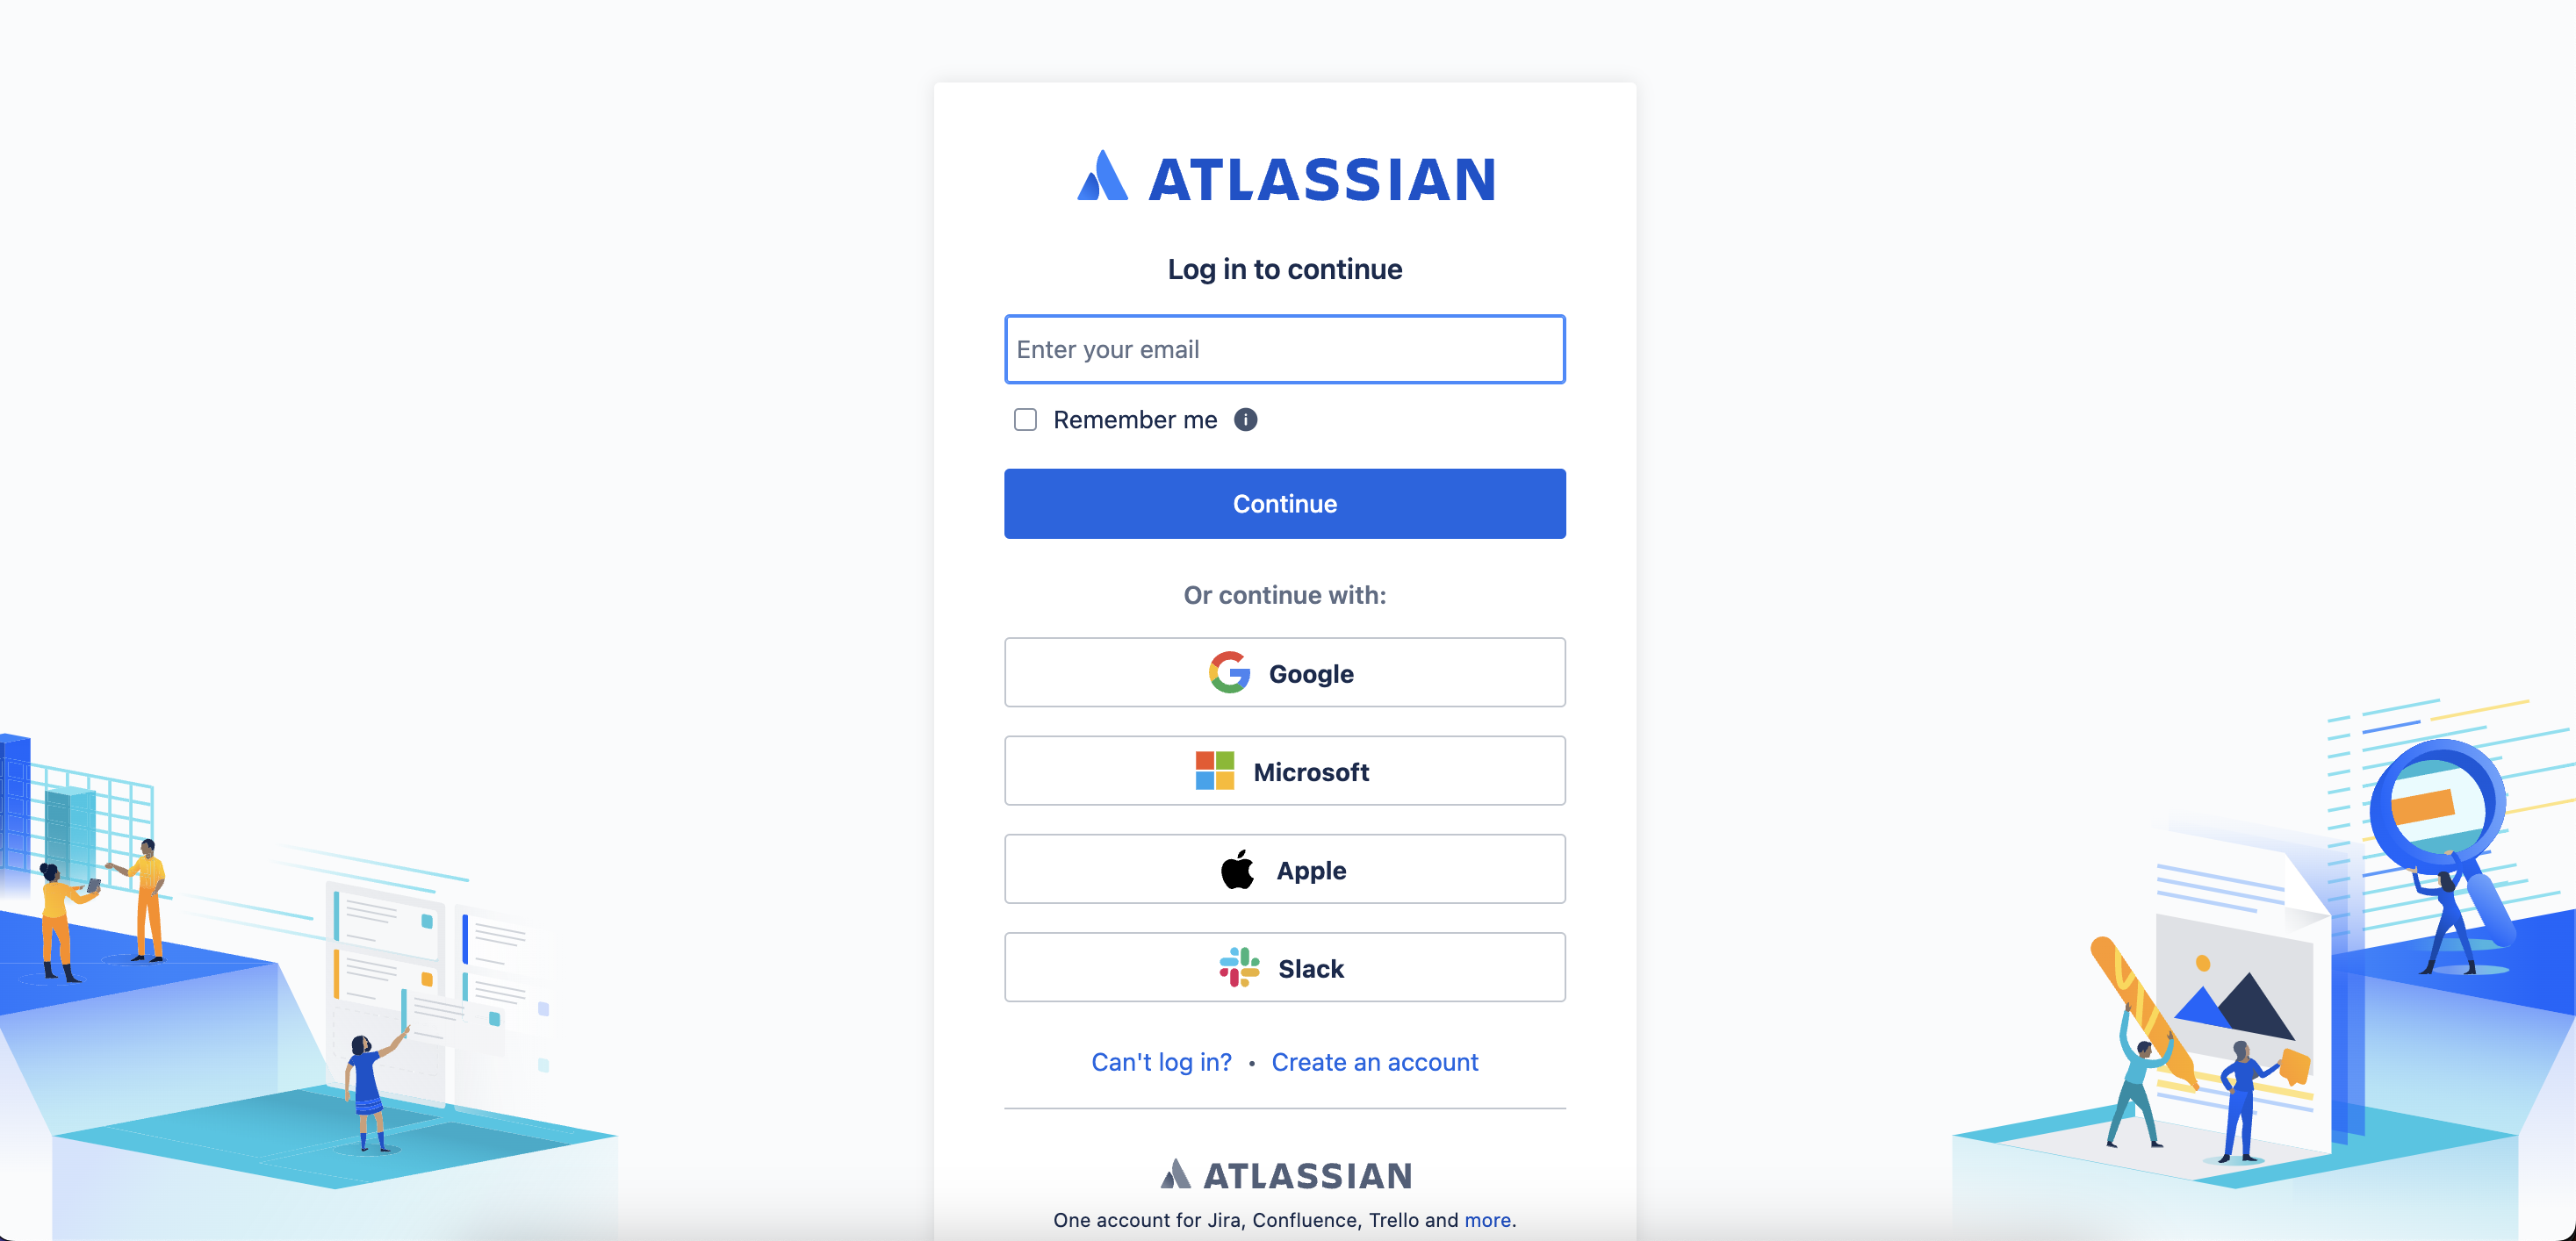 ATLASSIAN
Log in to continue
Enter your email
Remember me
Continue
Or continue with:
Google
Microsoft
Apple
Slack
Can't log in? • Create an account
ATLASSIAN
One account for Jira, Confluence, Trello and more.